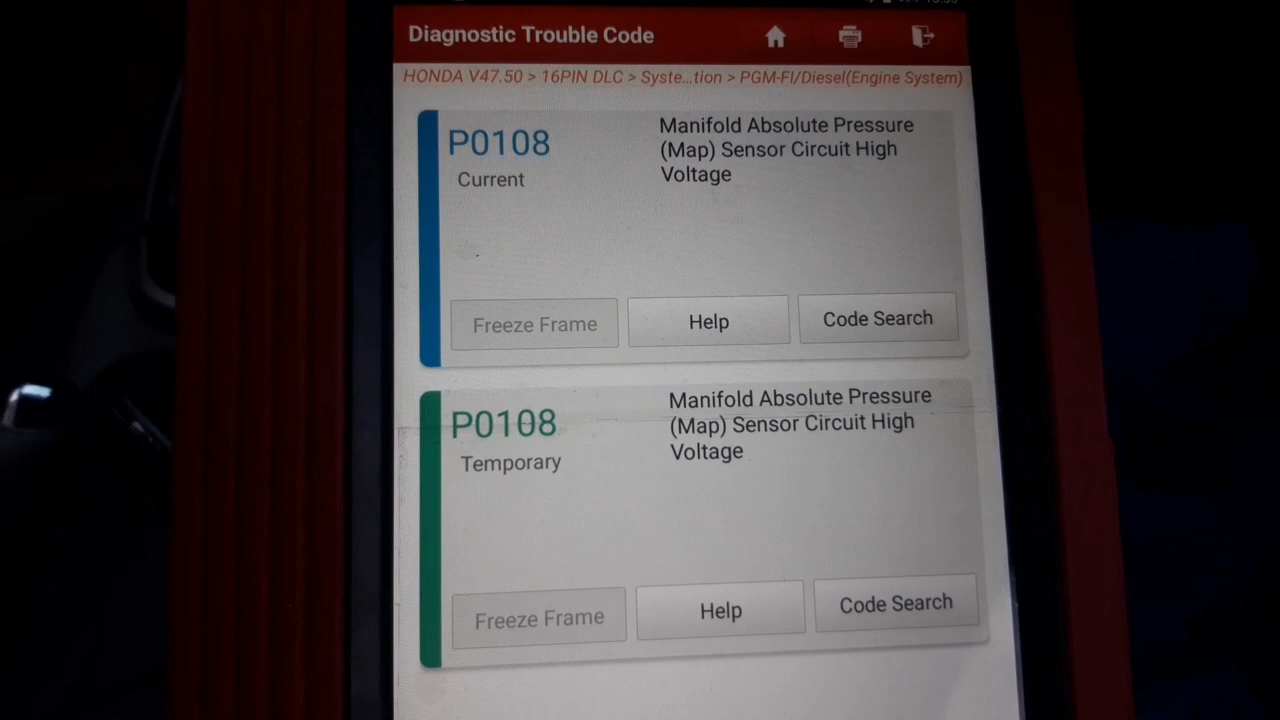 Diagnostic Trouble Code
HONDA V47.50 > 16PIN DLC > Syste...tion > PGM-FI/Diesel(Engine System)
P0108
Manifold Absolute Pressure
(Map) Sensor Circuit High
Voltage
Current
Freeze Frame
Help
Code Search
P0108
Manifold Absolute Pressure
(Map) Sensor Circuit High
Voltage
Temporary
Freeze Frame
Help
Code Search